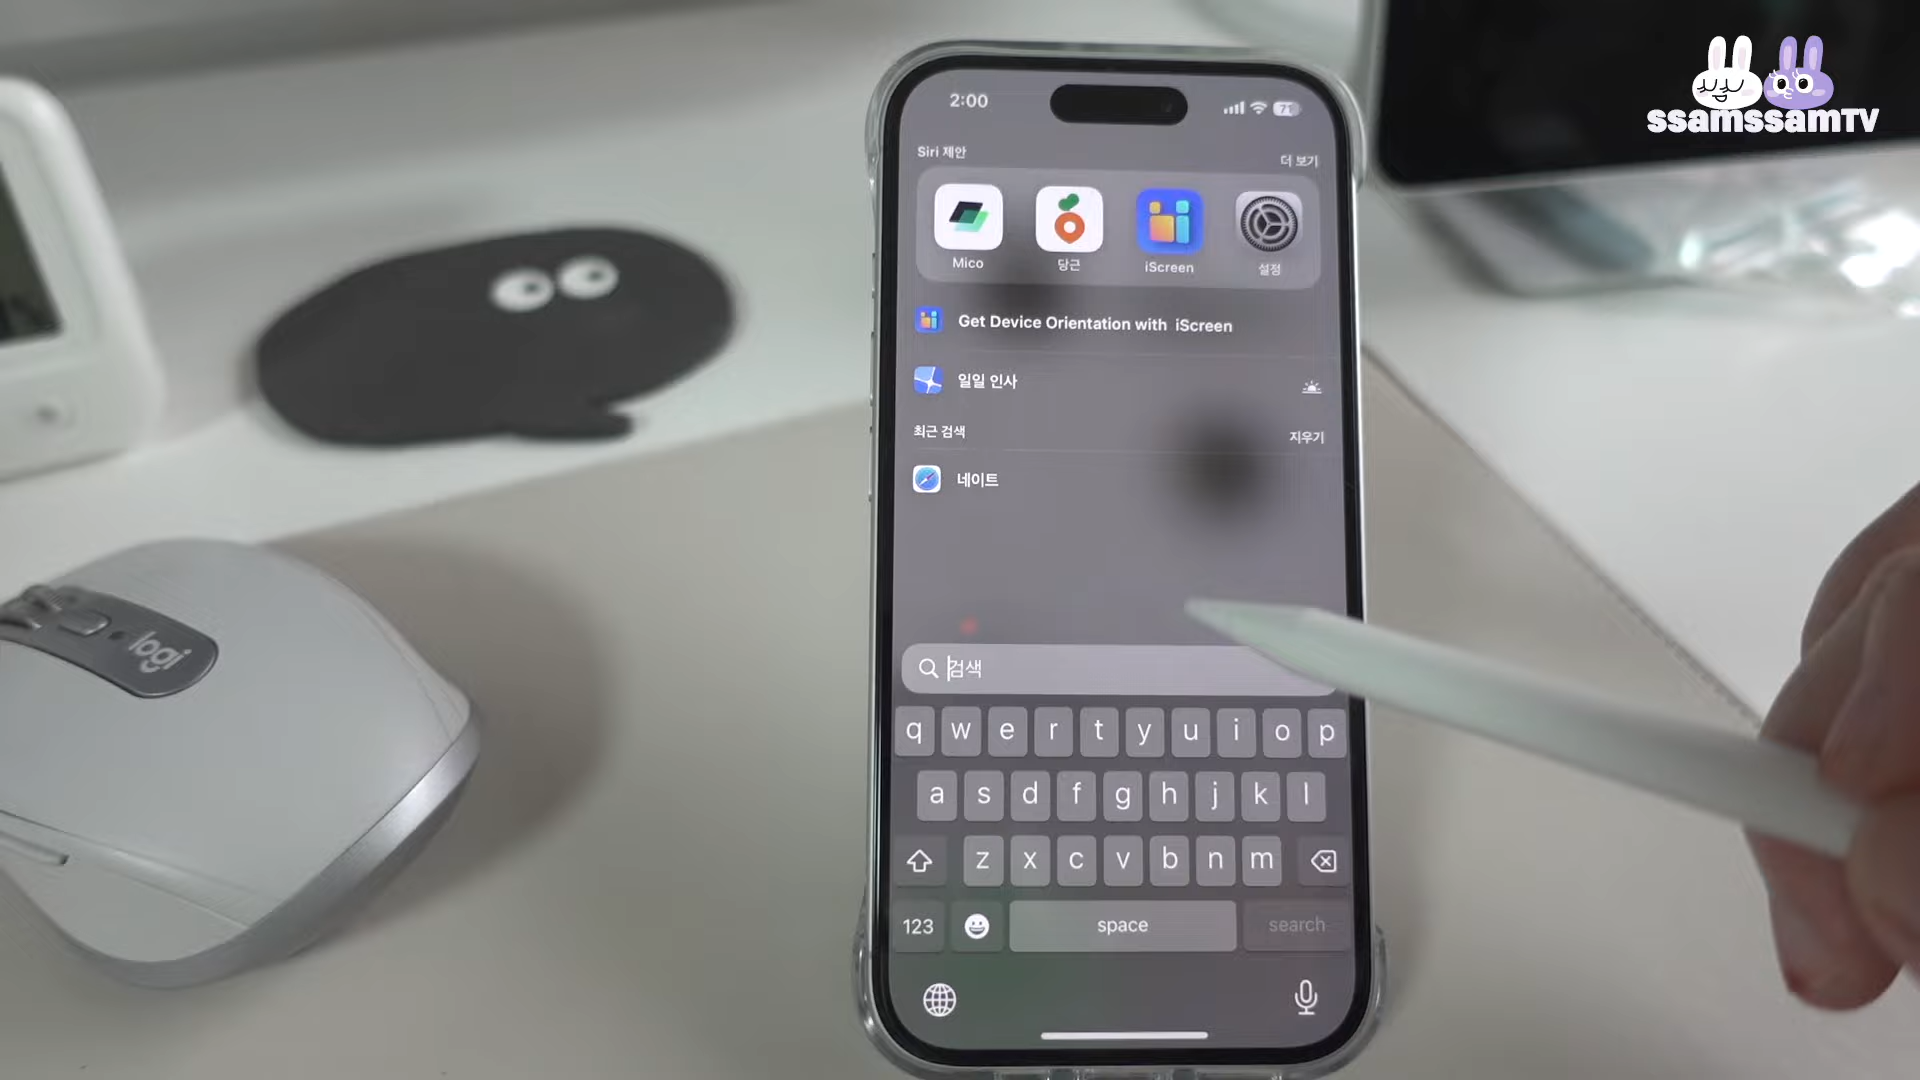 ssamssamTV
2:00
71
Siri 제안
더 보기
Mico
당근
iScreen
설정
Get Device Orientation with iScreen
일일 인사
최근 검색
지우기
네이트
검색
q w e r t y u i o p
a s d f g h j k l
z x c v b n m
123
space
search
logi